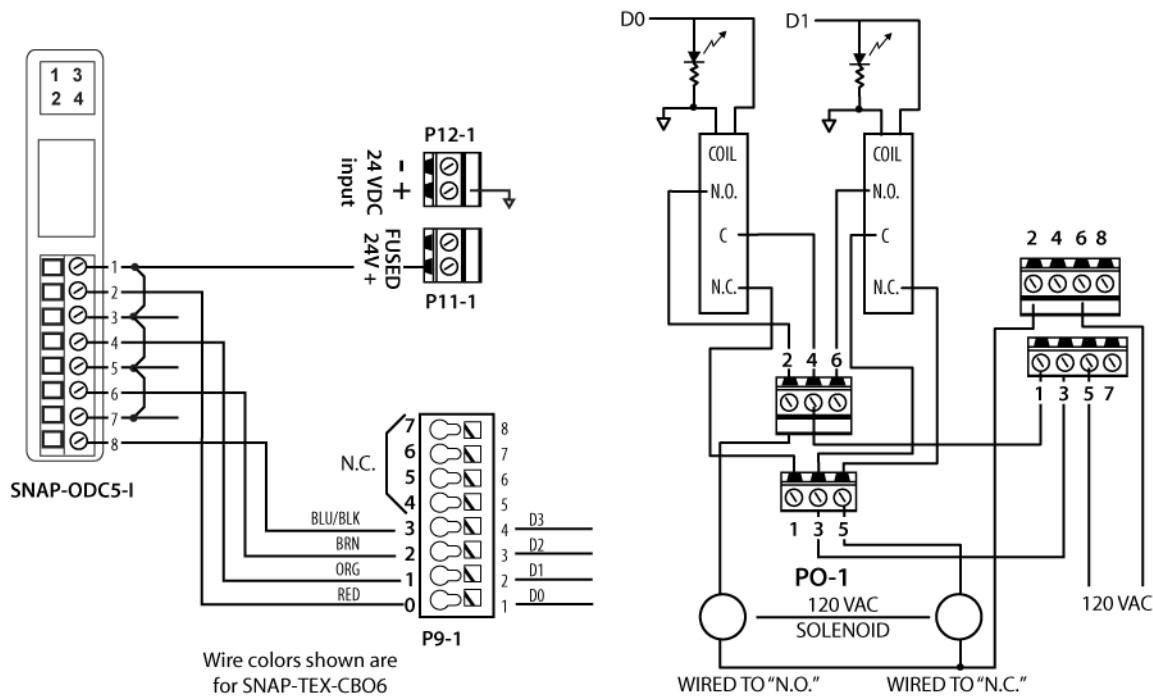 1 3
2 4
1
2
3
4
5
6
7
8
SNAP-ODC5-I
P12-1
- +
24 VDC
input
FUSED
24V +
P11-1
N.C.
7
6
5
4
3
2
1
0
8
7
6
5
4
3
2
1
BLU/BLK
BRN
ORG
RED
D3
D2
D1
D0
P9-1
Wire colors shown are
for SNAP-TEX-CBO6
D0
D1
COIL
N.O.
C
N.C.
COIL
N.O.
C
N.C.
2 4 6
1 3 5
PO-1
2 4 6 8
1 3 5 7
120 VAC
120 VAC
SOLENOID
WIRED TO "N.O."
WIRED TO "N.C."